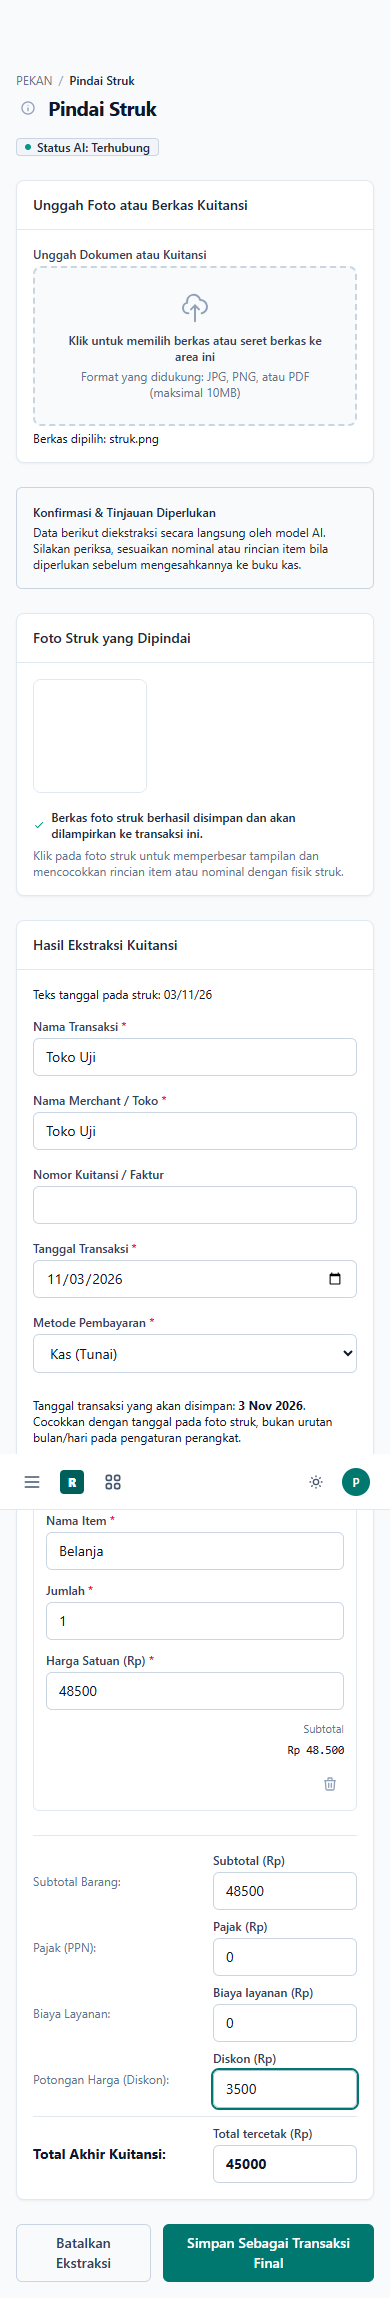 PEKAN / Pindai Struk
Pindai Struk
Status AI: Terhubung
Unggah Foto atau Berkas Kuitansi
Unggah Dokumen atau Kuitansi
Klik untuk memilih berkas atau seret berkas ke
area ini
Format yang didukung: JPG, PNG, atau PDF
(maksimal 10MB)
Berkas dipilih: struk.png
Konfirmasi & Tinjauan Diperlukan
Data berikut diekstraksi secara langsung oleh model AI.
Silakan periksa, sesuaikan nominal atau rincian item bila
diperlukan sebelum mengesahkannya ke buku kas.
Foto Struk yang Dipindai
Berkas foto struk berhasil disimpan dan akan
dilampirkan ke transaksi ini.
Klik pada foto struk untuk memperbesar tampilan dan
mencocokkan rincian item atau nominal dengan fisik struk.
Hasil Ekstraksi Kuitansi
Teks tanggal pada struk: 03/11/26
Nama Transaksi *
Toko Uji
Nama Merchant / Toko *
Toko Uji
Nomor Kuitansi / Faktur
Tanggal Transaksi *
11/03/2026
Metode Pembayaran *
Kas (Tunai)
Tanggal transaksi yang akan disimpan: 3 Nov 2026.
Cocokkan dengan tanggal pada foto struk, bukan urutan
bulan/hari pada pengaturan perangkat.
R
P
Nama Item *
Belanja
Jumlah *
1
Harga Satuan (Rp) *
48500
Subtotal
Rp 48.500
Subtotal (Rp)
Subtotal Barang:
48500
Pajak (Rp)
Pajak (PPN):
0
Biaya layanan (Rp)
Biaya Layanan:
0
Diskon (Rp)
Potongan Harga (Diskon):
3500
Total tercetak (Rp)
Total Akhir Kuitansi:
45000
Batalkan
Ekstraksi
Simpan Sebagai Transaksi
Final